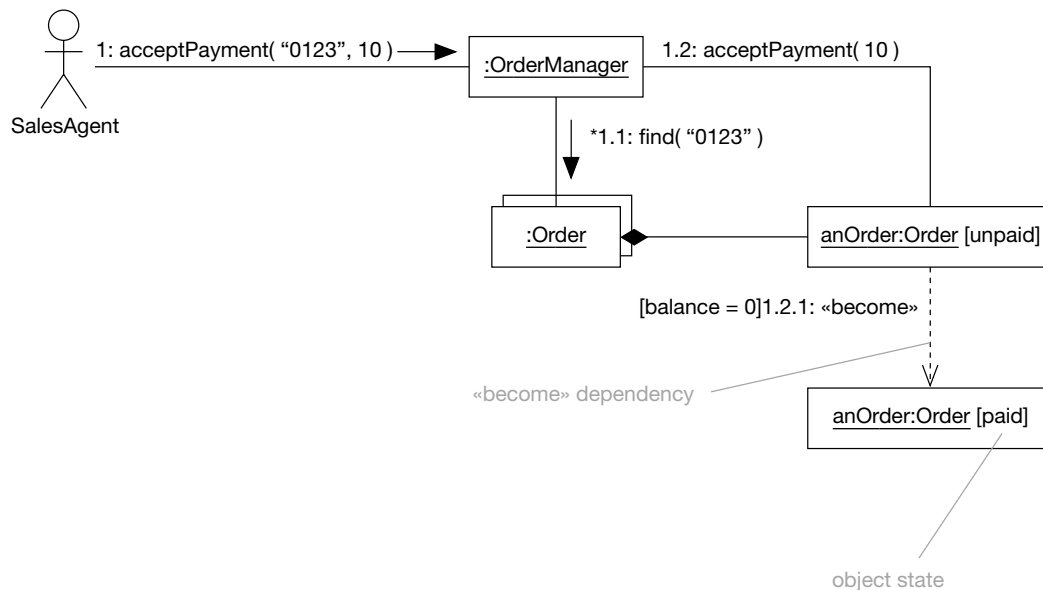 1: acceptPayment( “0123”, 10 )
SalesAgent
:OrderManager
1.2: acceptPayment( 10 )
*1.1: find( “0123” )
:Order
anOrder:Order [unpaid]
[balance = 0]1.2.1: «become»
«become» dependency
anOrder:Order [paid]
object state